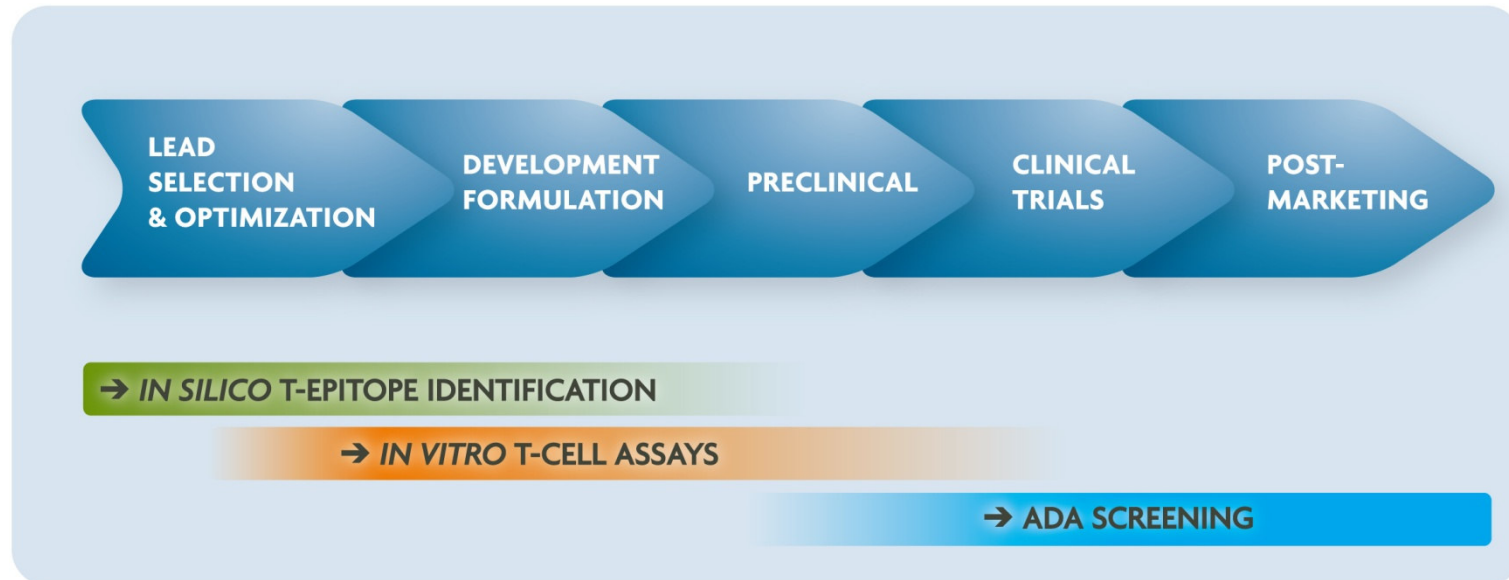 LEAD
SELECTION
& OPTIMIZATION
DEVELOPMENT
FORMULATION
PRECLINICAL
CLINICAL
TRIALS
POST-
MARKETING
→ IN SILICO T-EPITOPE IDENTIFICATION
→ IN VITRO T-CELL ASSAYS
→ ADA SCREENING